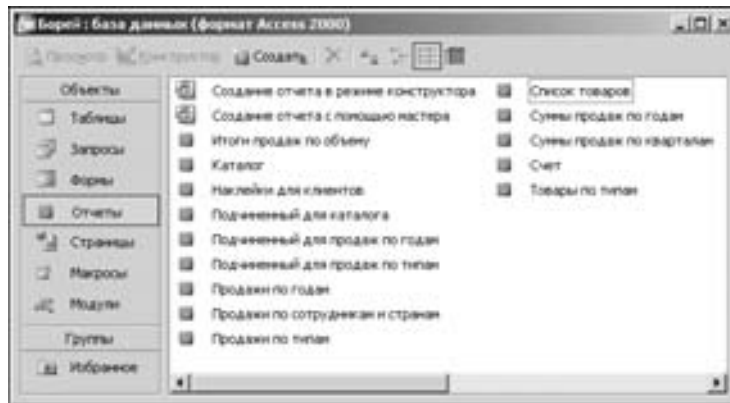 Борей : база данных (формат Access 2000)
Просмотр Конструктор Создать
Объекты
Таблицы
Запросы
Формы
Отчеты
Страницы
Макросы
Модули
Группы
Избранное
Создание отчета в режиме конструктора
Создание отчета с помощью мастера
Итоги продаж по объему
Каталог
Наклейки для клиентов
Подчиненный для каталога
Подчиненный для продаж по годам
Подчиненный для продаж по типам
Продажи по годам
Продажи по сотрудникам и странам
Продажи по типам
Список товаров
Суммы продаж по годам
Суммы продаж по кварталам
Счет
Товары по типам